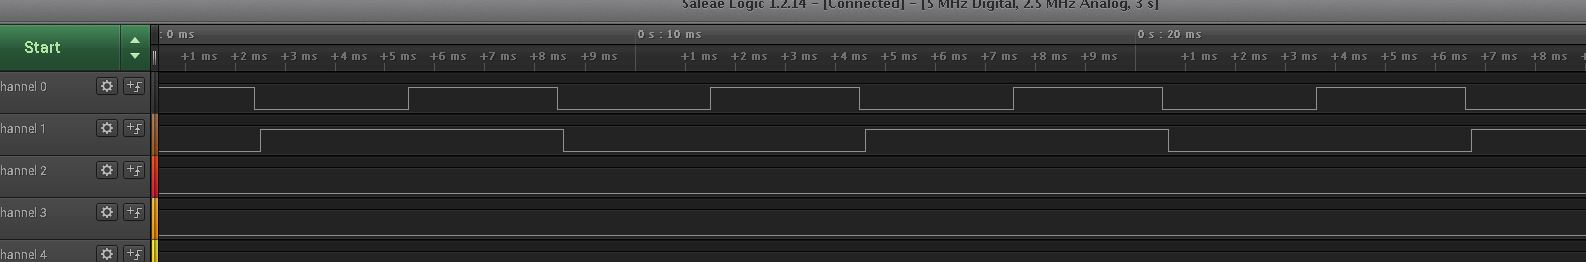 Saleae Logic 1.2.14 - [Connected] - [5 MHz Digital, 2.5 MHz Analog, 3 s]
Start
: 0 ms 0 s : 10 ms 0 s : 20 ms
+1 ms +2 ms +3 ms +4 ms +5 ms +6 ms +7 ms +8 ms +9 ms +1 ms +2 ms +3 ms +4 ms +5 ms +6 ms +7 ms +8 ms +9 ms +1 ms +2 ms +3 ms +4 ms +5 ms +6 ms +7 ms +8 ms
hannel 0
hannel 1
hannel 2
hannel 3
hannel 4